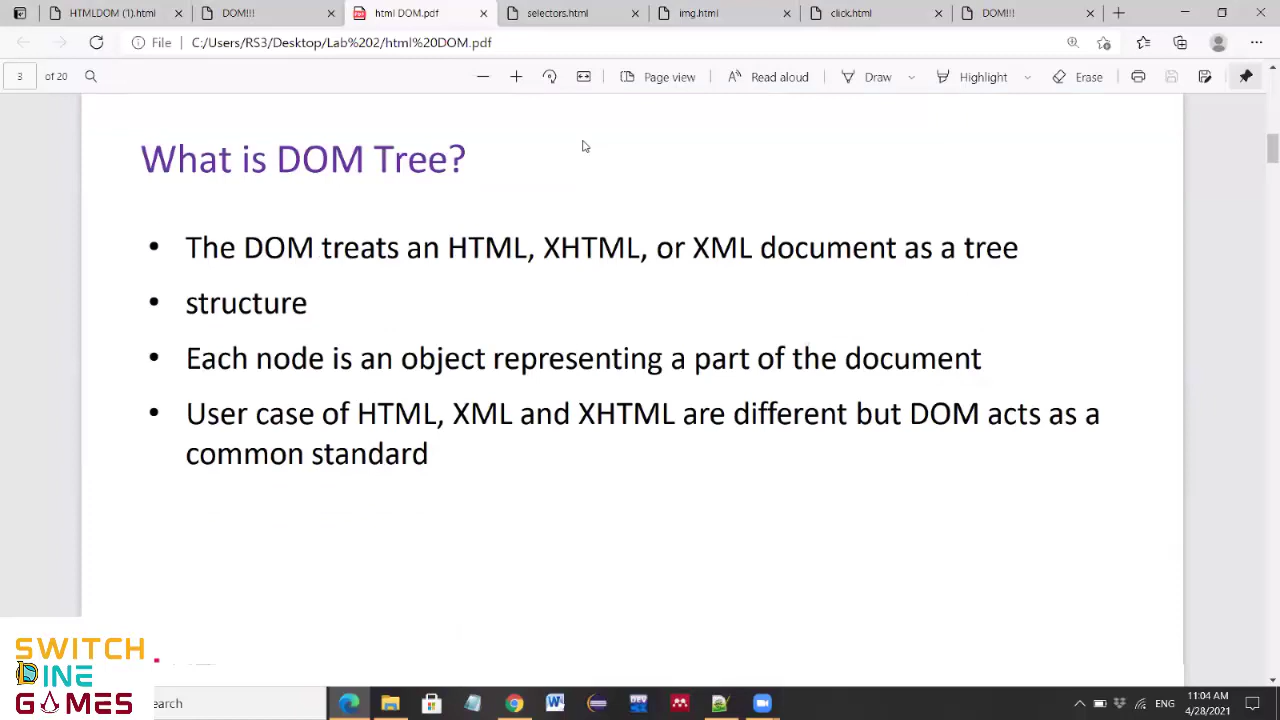 HTMLDOM (1).html
DOM!!!
html DOM.pdf
selectors.html
img.html
click.html
DOM!!!
File
C:/Users/RS3/Desktop/Lab%202/html%20DOM.pdf
3
of 20
Page view
Read aloud
Draw
Highlight
Erase
What is DOM Tree?
• The DOM treats an HTML, XHTML, or XML document as a tree
• structure
• Each node is an object representing a part of the document
• User case of HTML, XML and XHTML are different but DOM acts as a
common standard
SWITCH
DINE
GAMES
earch
DEV
ENG
11:04 AM
4/28/2021